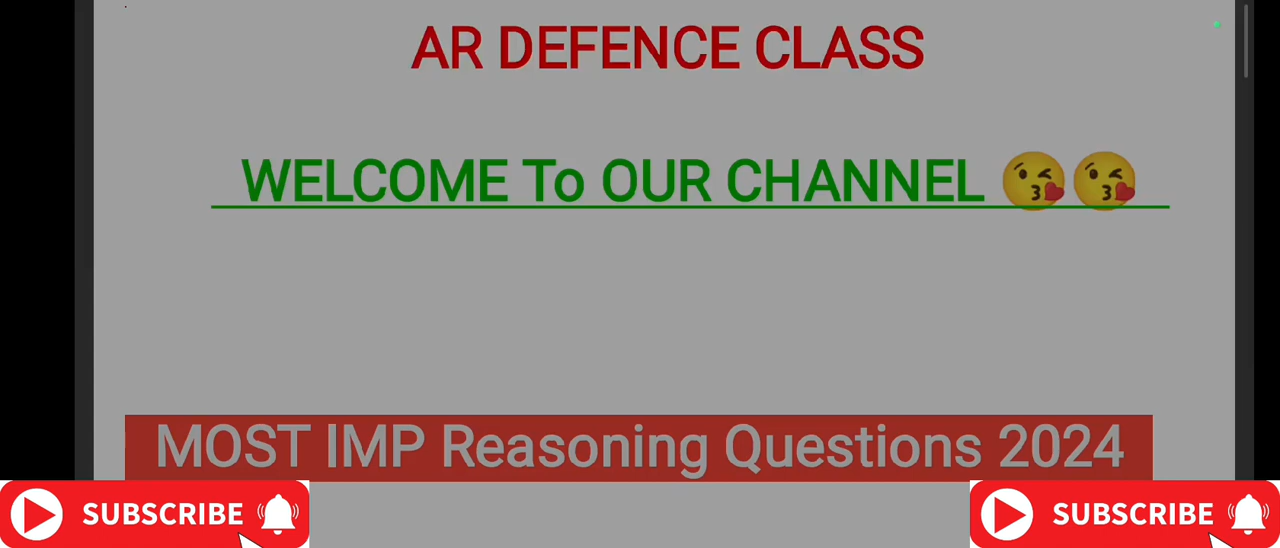 AR DEFENCE CLASS
WELCOME To OUR CHANNEL 😘😘
MOST IMP Reasoning Questions 2024
SUBSCRIBE
SUBSCRIBE